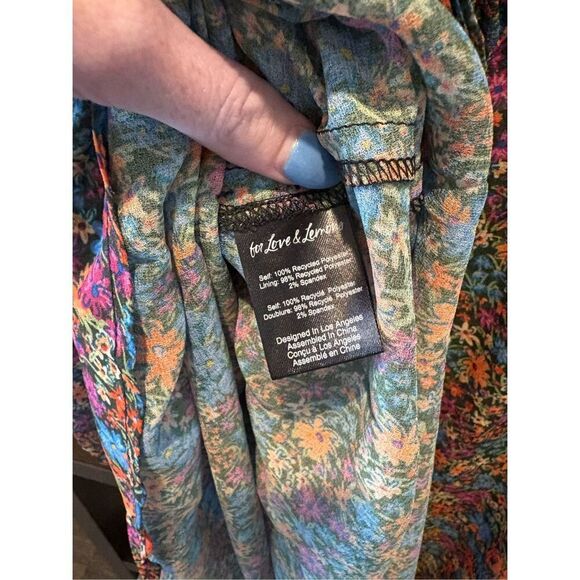 for Love & Lemons
Self: 100% Recycled Polyester
Lining: 98% Recycled Polyester
2% Spandex
Self: 100% Recyclé Polyester
Doublure: 98% Recyclé Polyester
2% Spandex
Designed In Los Angeles
Assembled In China
Conçu à Los Angeles
Assemblé en Chine